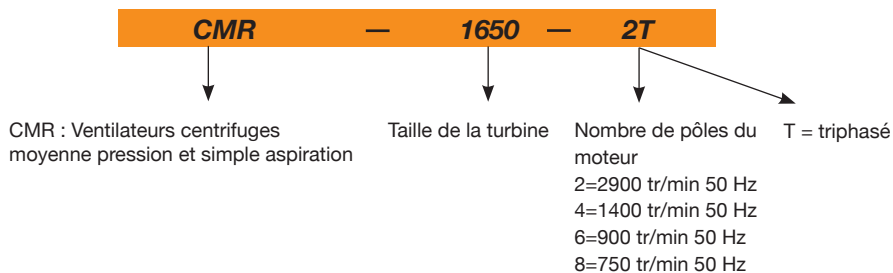 CMR — 1650 — 2T
CMR : Ventilateurs centrifuges
moyenne pression et simple aspiration
Taille de la turbine
Nombre de pôles du
moteur
2=2900 tr/min 50 Hz
4=1400 tr/min 50 Hz
6=900 tr/min 50 Hz
8=750 tr/min 50 Hz
T = triphasé